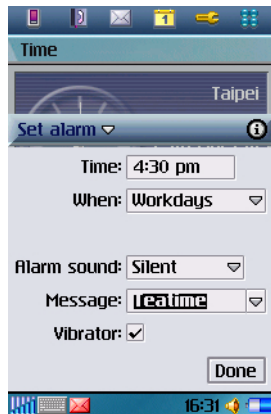 1
Time
Taipei
Set alarm
Time: 4:30 pm
When: Workdays
Alarm sound: Silent
Message: Teatime
Vibrator:
Done
16:31